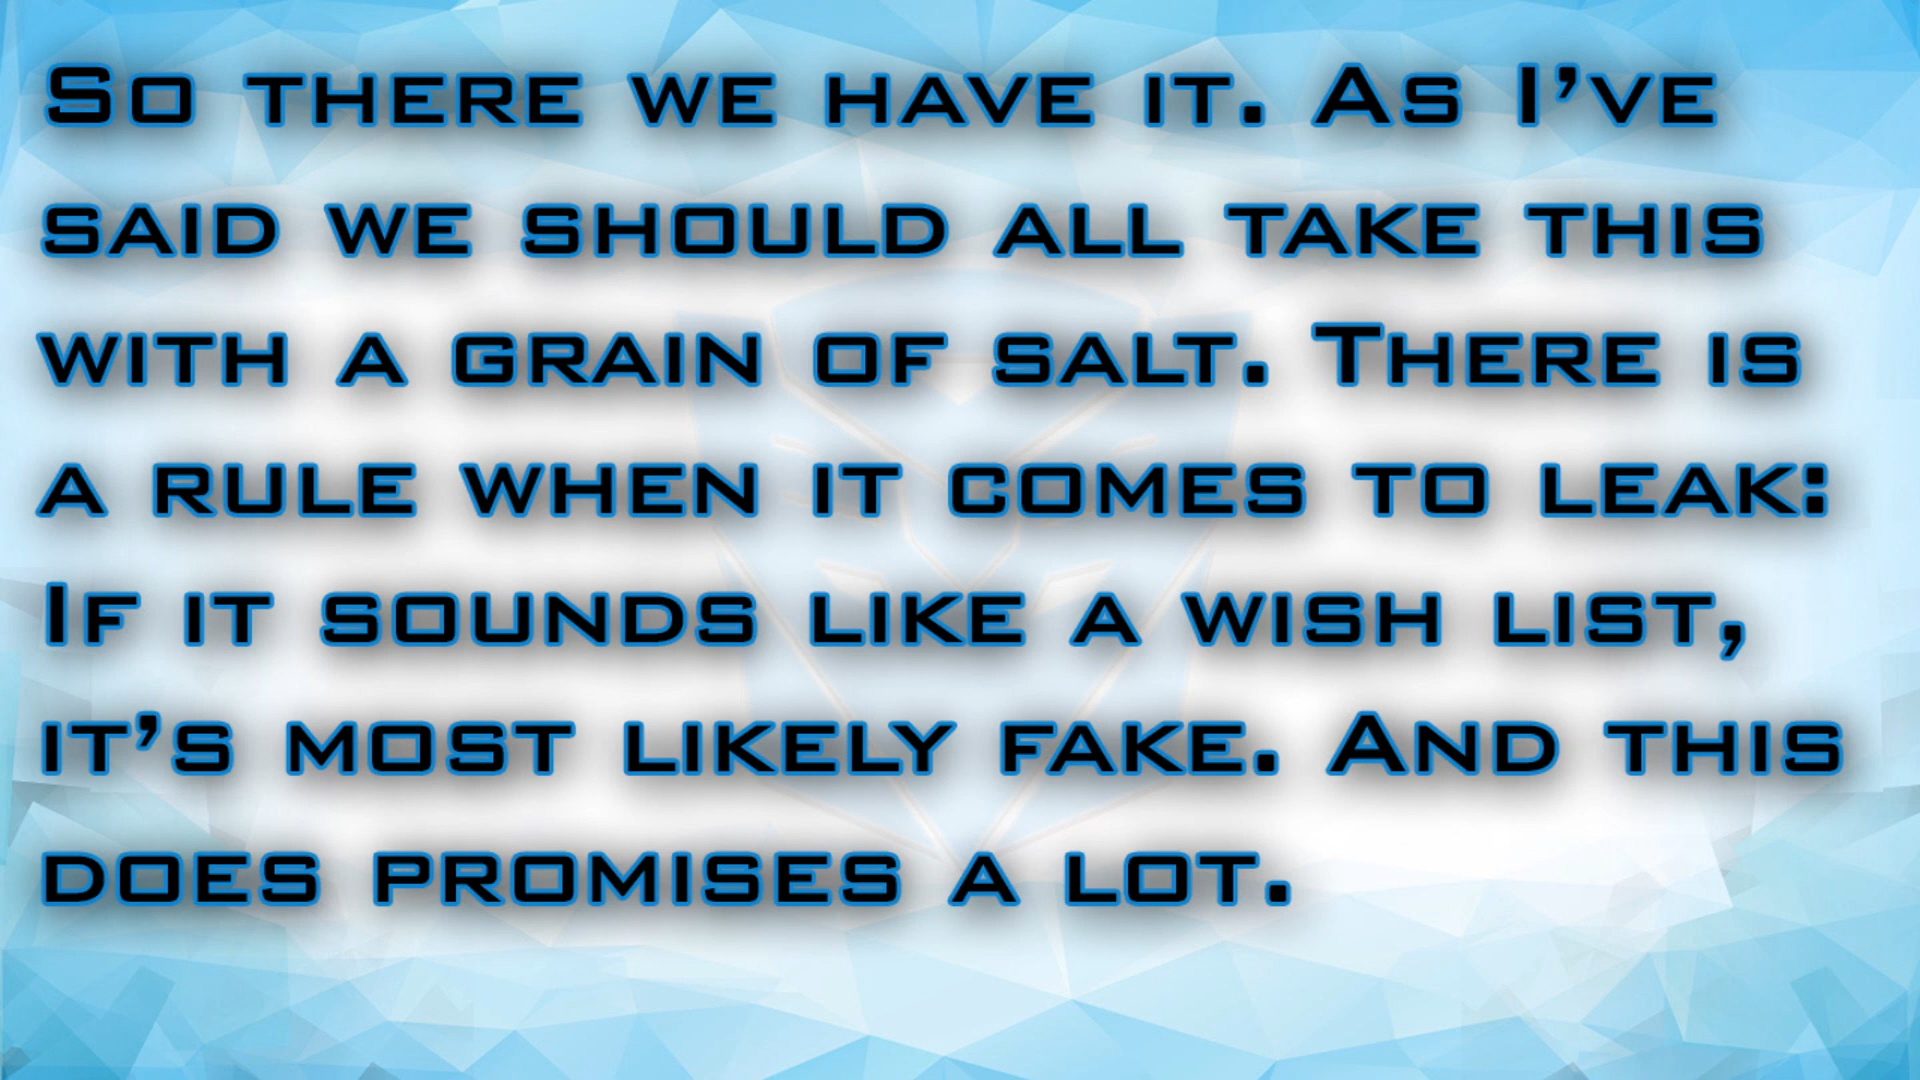 So there we have it. As I've
said we should all take this
with a grain of salt. There is
a rule when it comes to leak:
If it sounds like a wish list,
it's most likely fake. And this
does promises a lot.